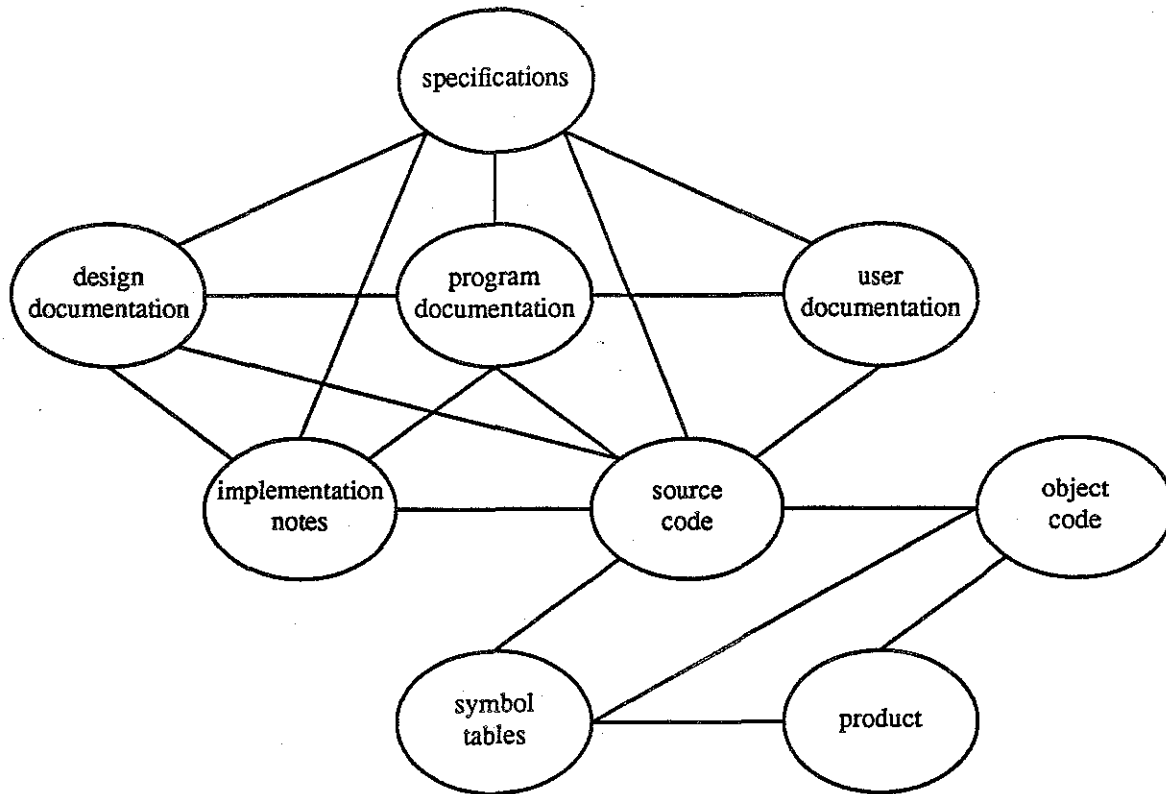 specifications
design
documentation
program
documentation
user
documentation
implementation
notes
source
code
object
code
symbol
tables
product